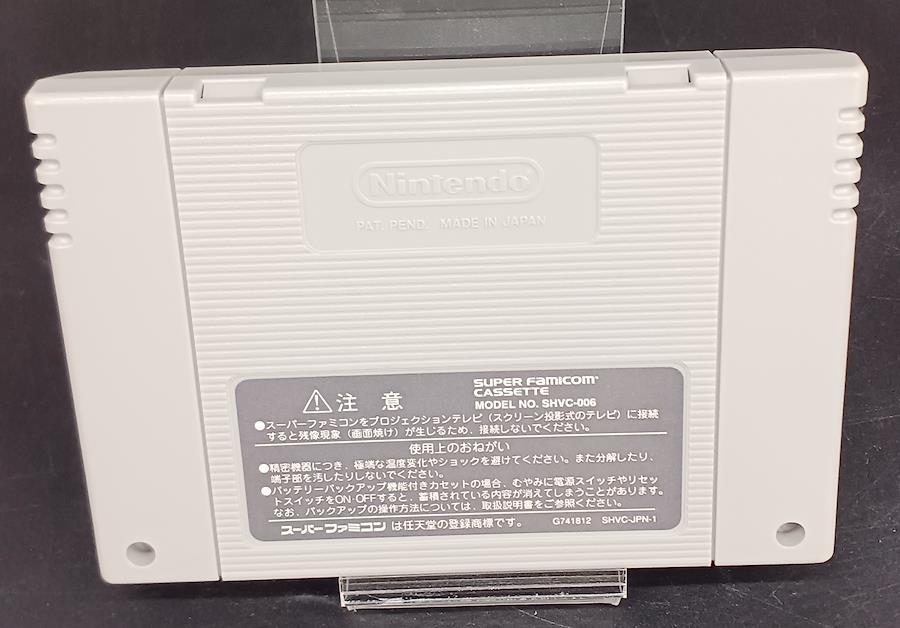 Nintendo
PAT. PEND. MADE IN JAPAN
⚠注意
SUPER FAMICOM
CASSETTE
MODEL NO. SHVC-006
●スーパーファミコンをプロジェクションテレビ(スクリーン投影式のテレビ)に接続
すると残像現象(画面焼け)が生じるため、接続しないでください。
使用上のおねがい
●精密機器につき、極端な温度変化やショックを避けてください。また分解したり、
端子部を汚したりしないでください。
●バッテリーバックアップ機能付きカセットの場合、むやみに電源スイッチやリセッ
トスイッチをON・OFFすると、蓄積されている内容が消えてしまうことがあります。
なお、バックアップの操作方法については、取扱説明書をご参照ください。
スーパーファミコン は任天堂の登録商標です。
G741812 SHVC-JPN-1